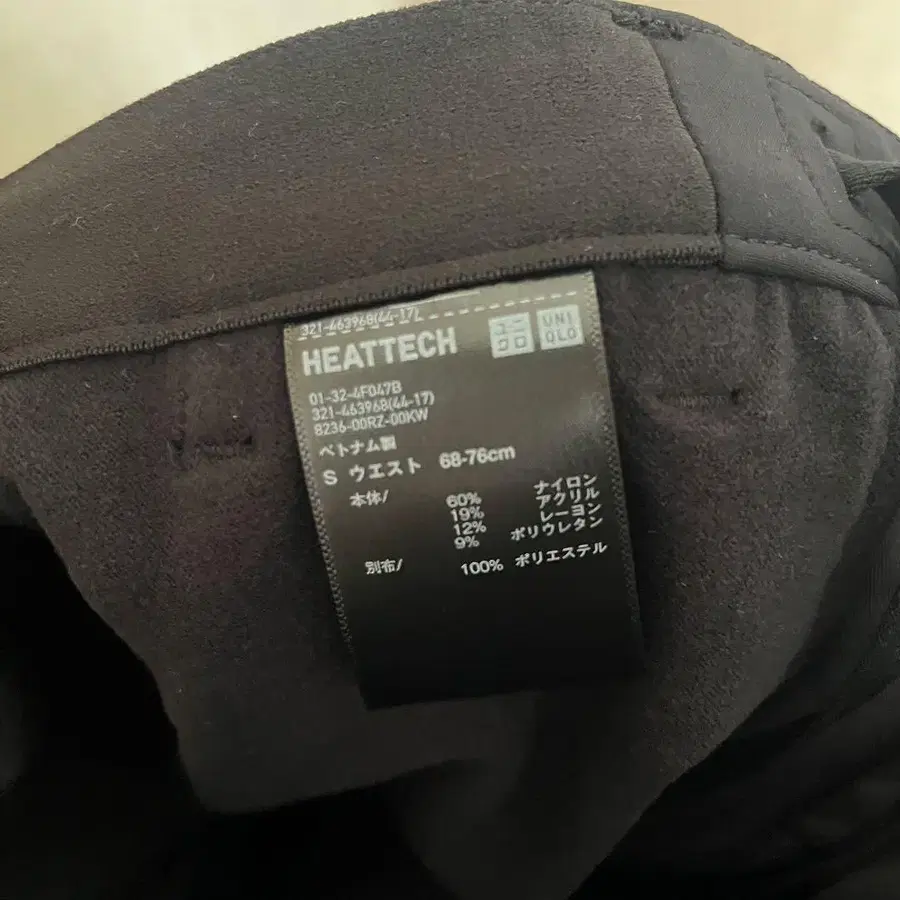 321-463968(44-17)
HEATTECH
ユニ
クロ
UNI
QLO
01-32-4F047B
321-463968(44-17)
8236-00RZ-00KW
ベトナム製
S ウエスト 68-76cm
本体/ 60% ナイロン
19% アクリル
12% レーヨン
9% ポリウレタン
別布/ 100% ポリエステル